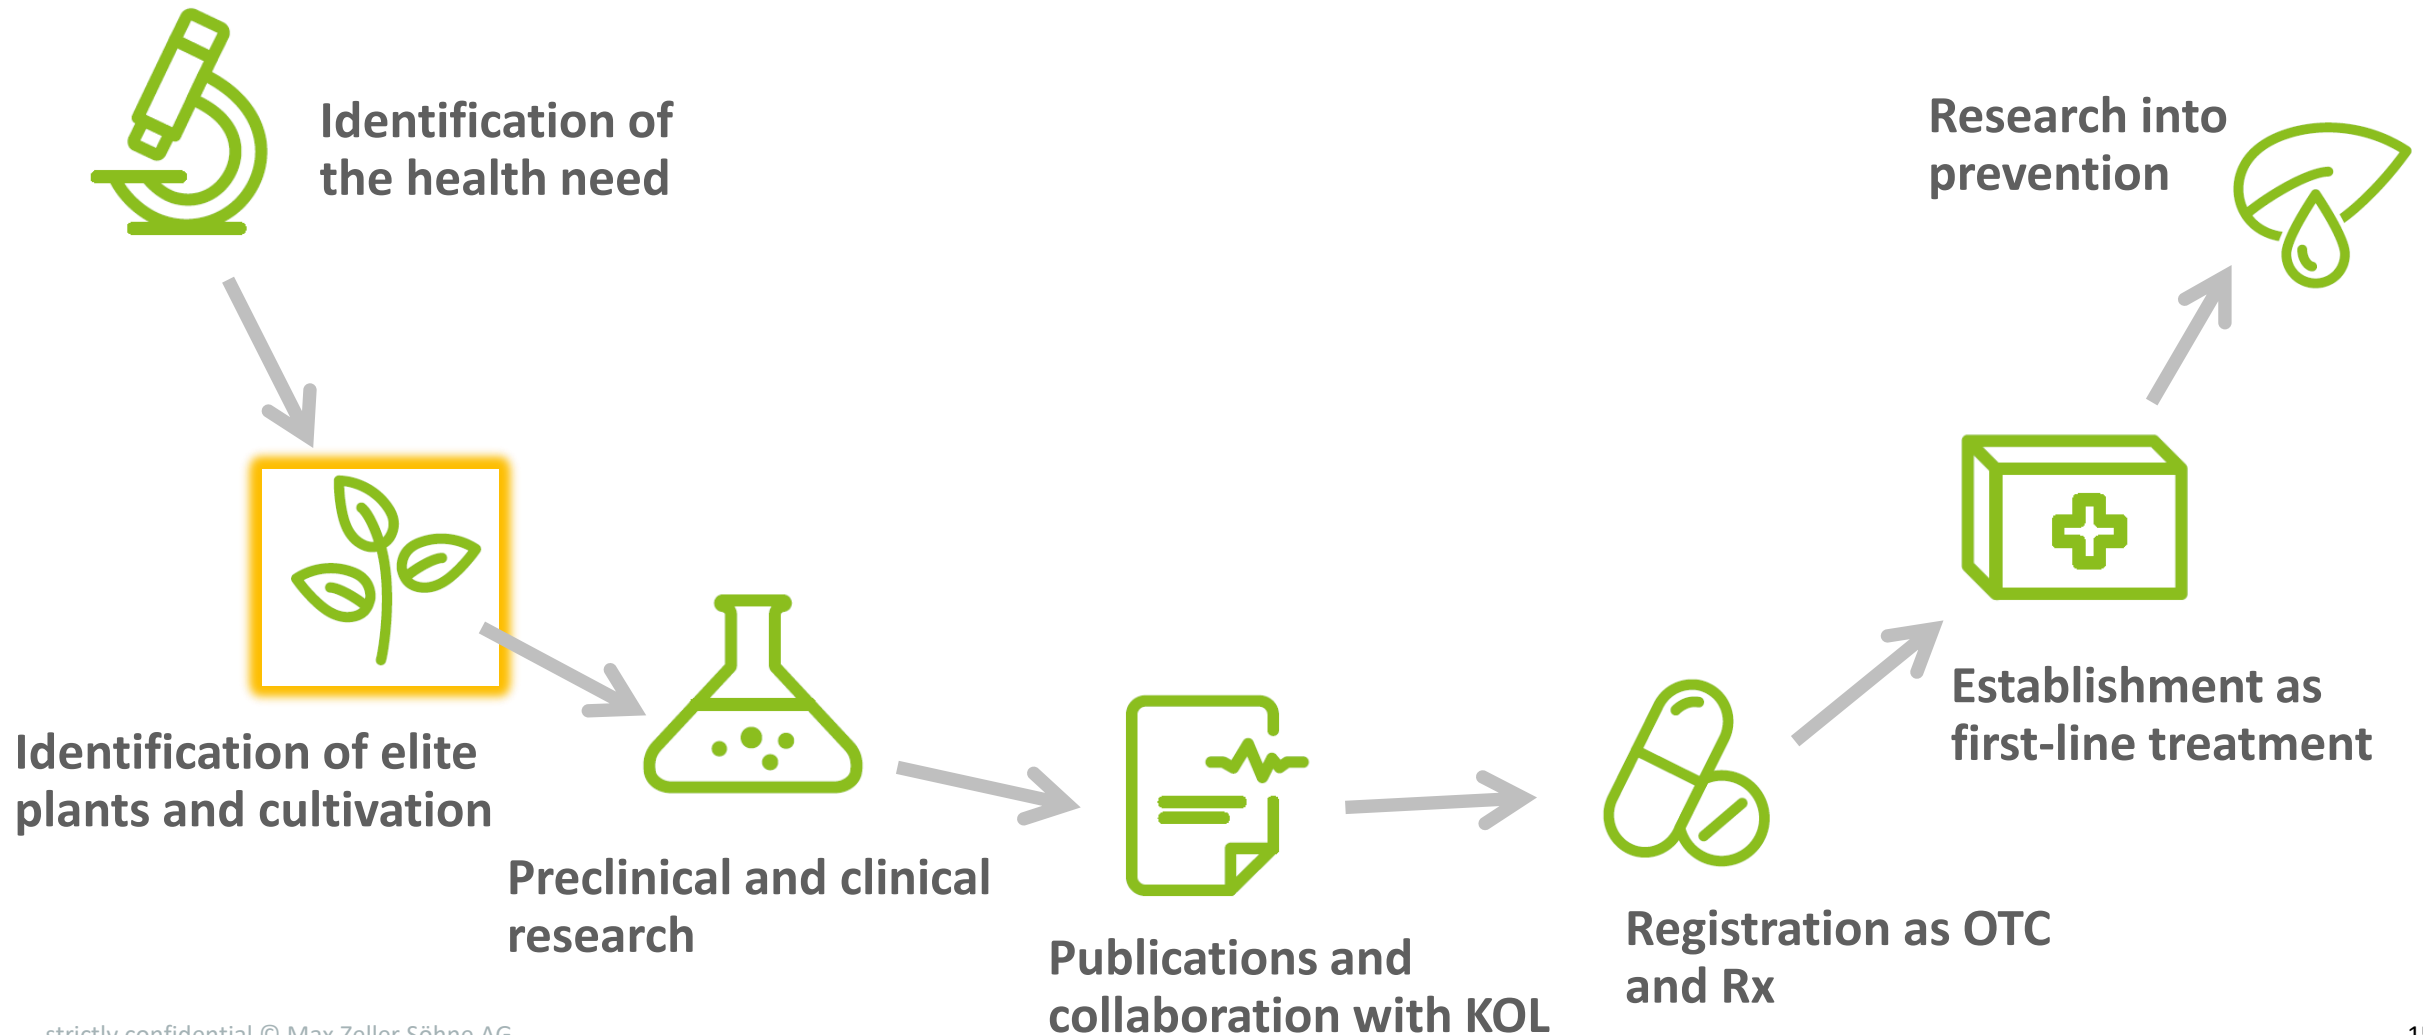 Identification of
the health need
Research into
prevention
Identification of elite
plants and cultivation
Preclinical and clinical
research
Publications and
collaboration with KOL
Registration as OTC
and Rx
Establishment as
first-line treatment
strictly confidential © Max Zeller Söhne AG